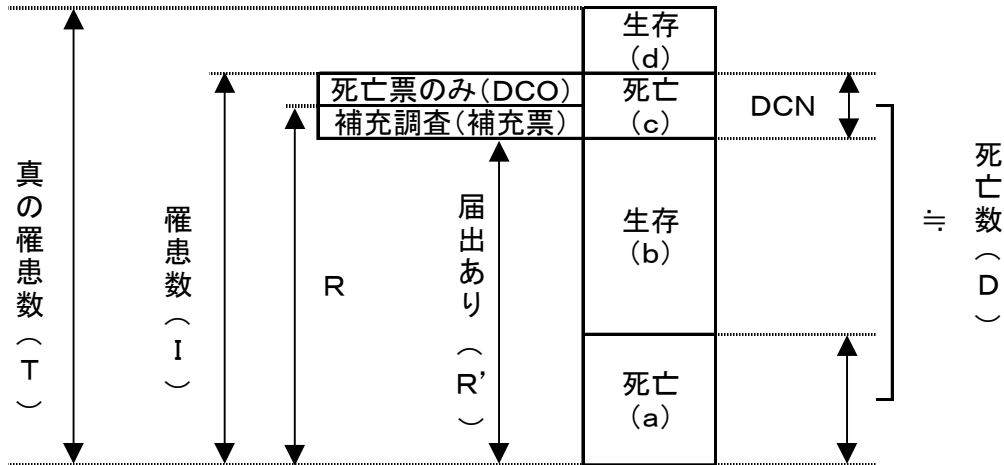 生存
（d）
死亡票のみ（DCO）
死亡
（c）
補充調査（補充票）
DCN
真の罹患数（T）
罹患数（I）
R
届出あり（R’）
生存
（b）
≒
死亡数（D）
死亡
（a）